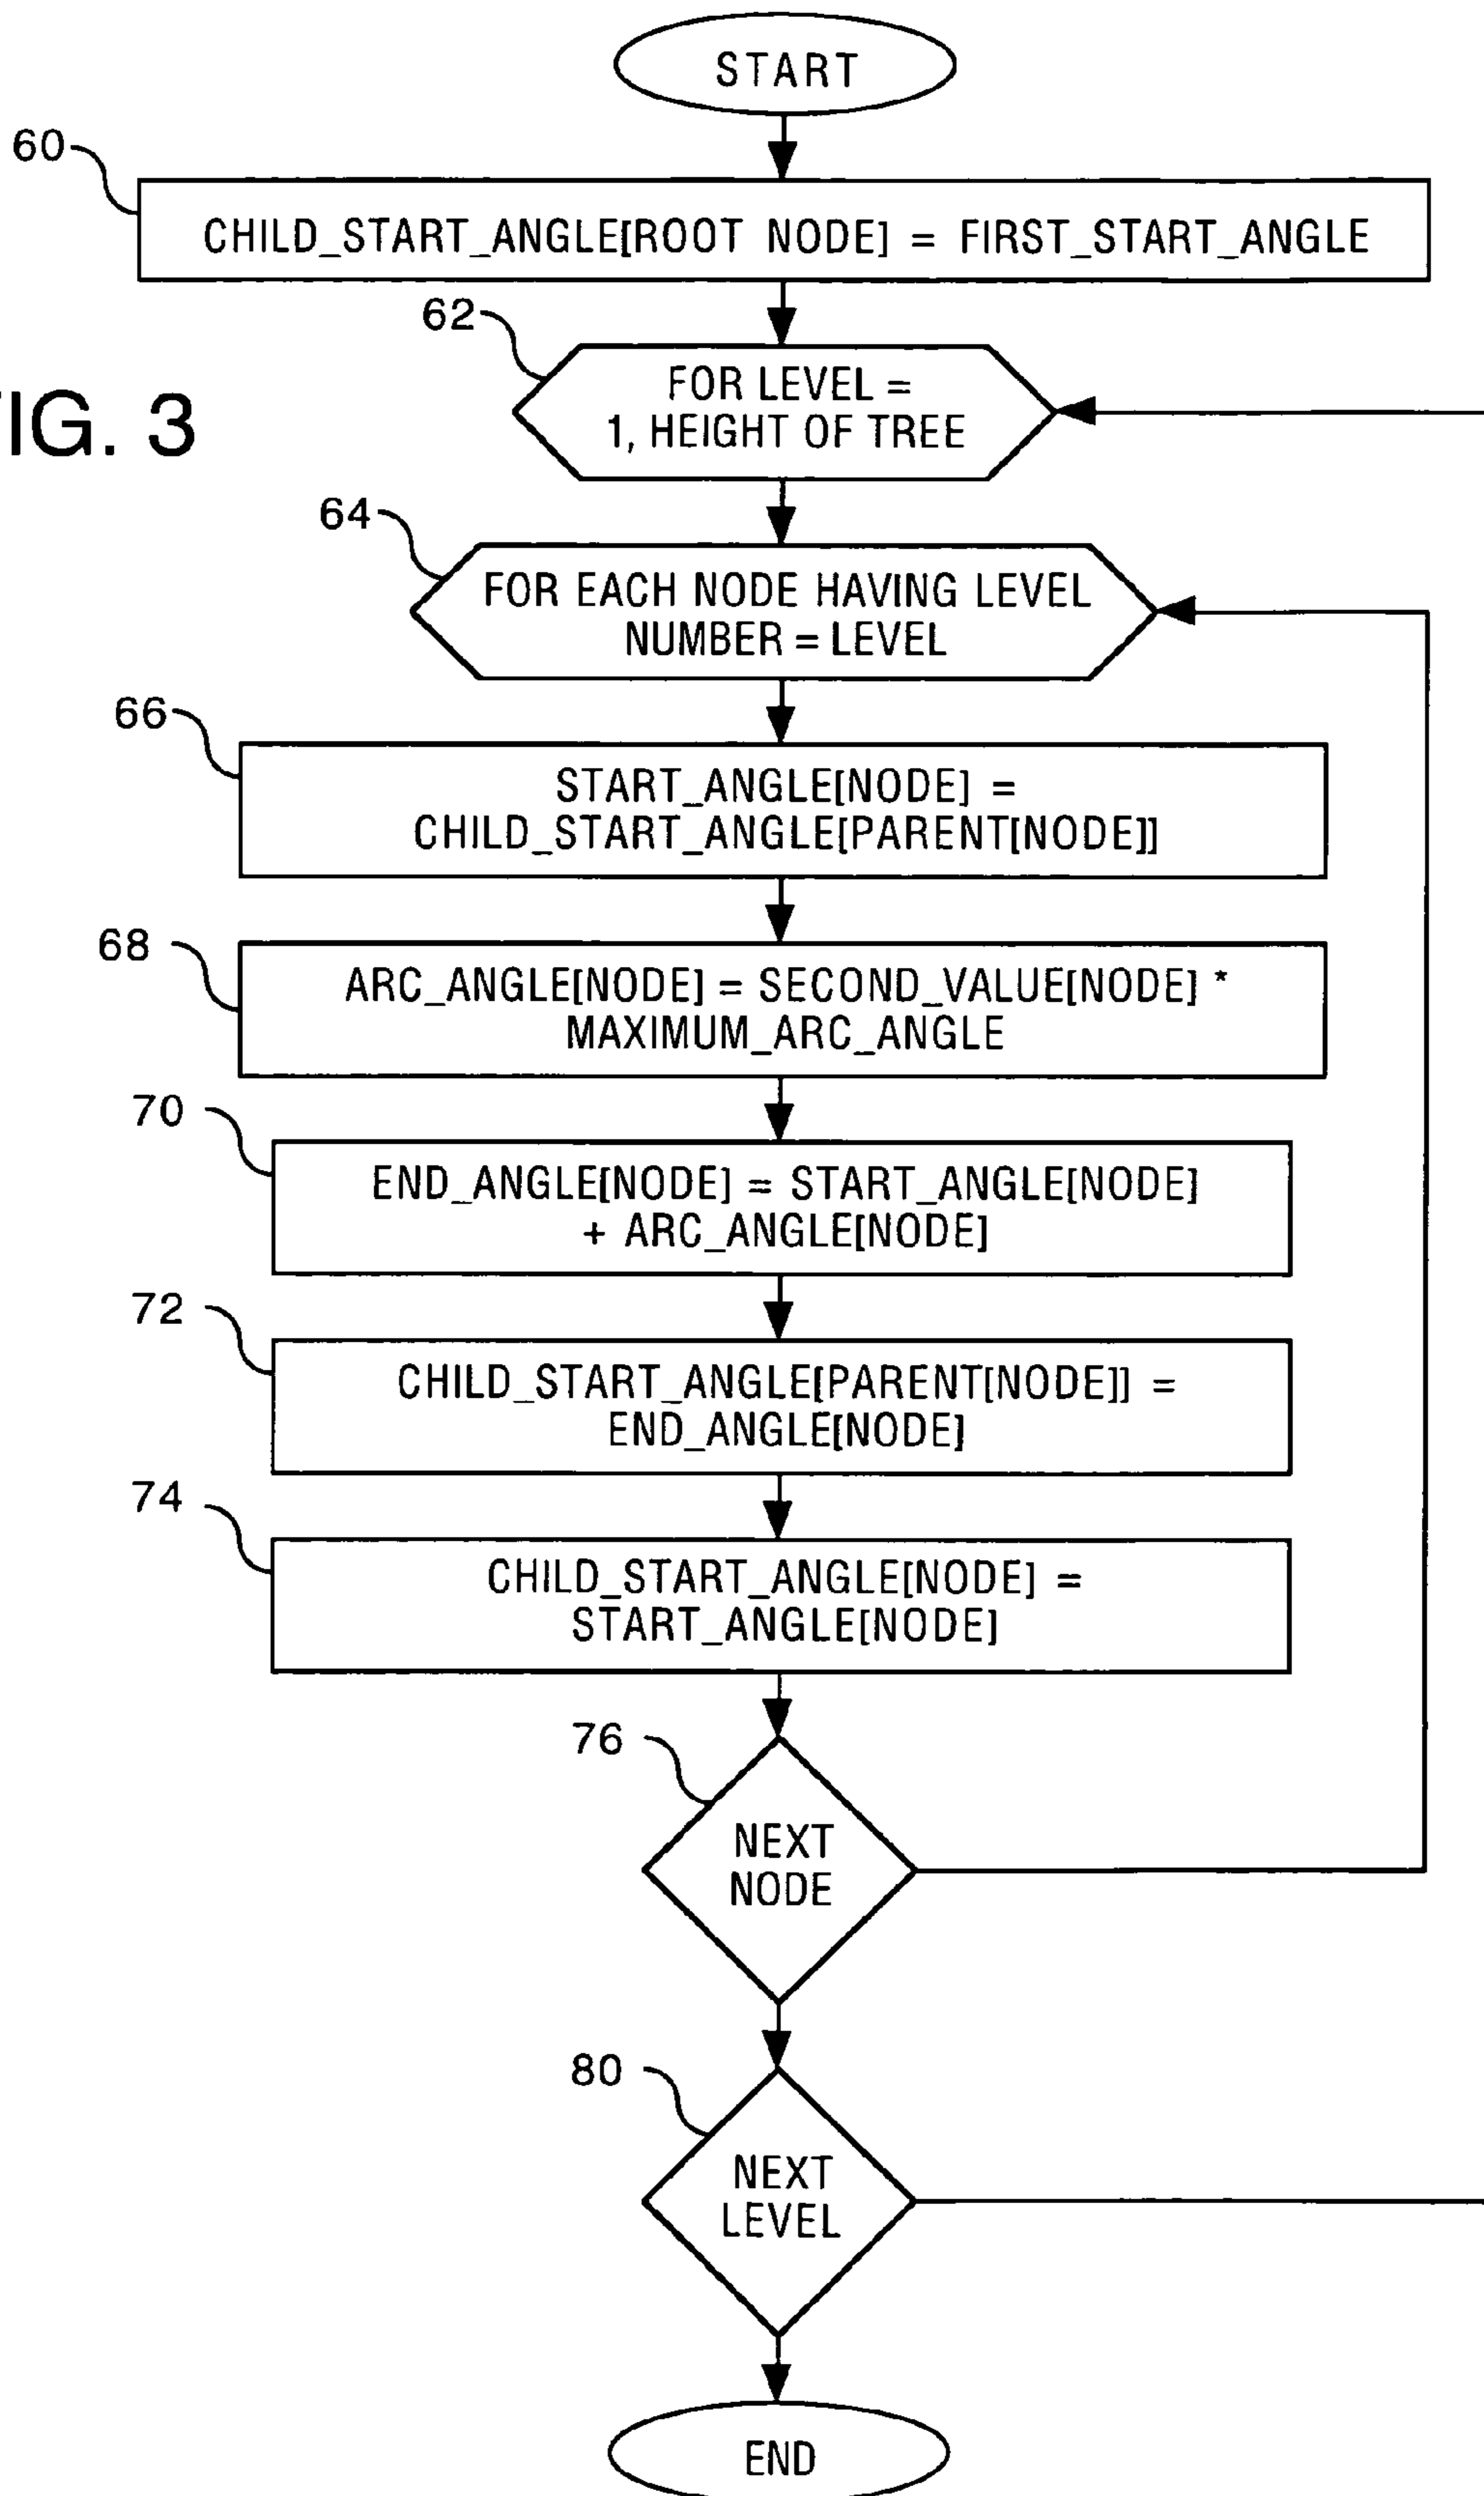 START
60
CHILD_START_ANGLE[ROOT NODE] = FIRST_START_ANGLE
62
FOR LEVEL =
1, HEIGHT OF TREE
IG. 3
64
FOR EACH NODE HAVING LEVEL
NUMBER = LEVEL
66
START_ANGLE[NODE] =
CHILD_START_ANGLE[PARENT[NODE]]
68
ARC_ANGLE[NODE] = SECOND_VALUE[NODE] *
MAXIMUM_ARC_ANGLE
70
END_ANGLE[NODE] = START_ANGLE[NODE]
+ ARC_ANGLE[NODE]
72
CHILD_START_ANGLE[PARENT[NODE]] =
END_ANGLE[NODE]
74
CHILD_START_ANGLE[NODE] =
START_ANGLE[NODE]
76
NEXT
NODE
80
NEXT
LEVEL
END